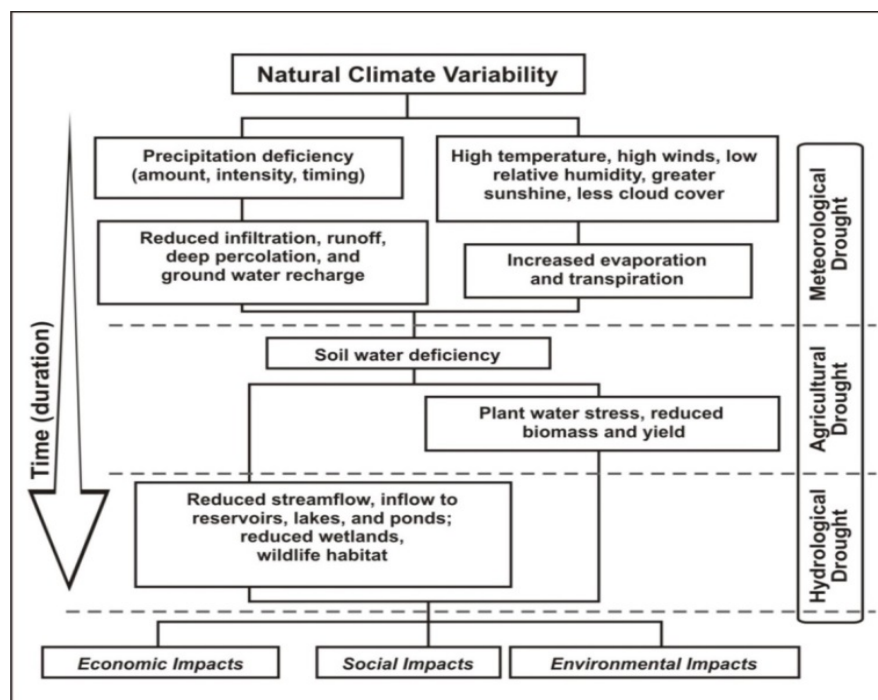 Natural Climate Variability
Precipitation deficiency
(amount, intensity, timing)
High temperature, high winds, low
relative humidity, greater
sunshine, less cloud cover
Reduced infiltration, runoff,
deep percolation, and
ground water recharge
Increased evaporation
and transpiration
Meteorological
Drought
Time (duration)
Soil water deficiency
Plant water stress, reduced
biomass and yield
Agricultural
Drought
Reduced streamflow, inflow to
reservoirs, lakes, and ponds;
reduced wetlands,
wildlife habitat
Hydrological
Drought
Economic Impacts
Social Impacts
Environmental Impacts